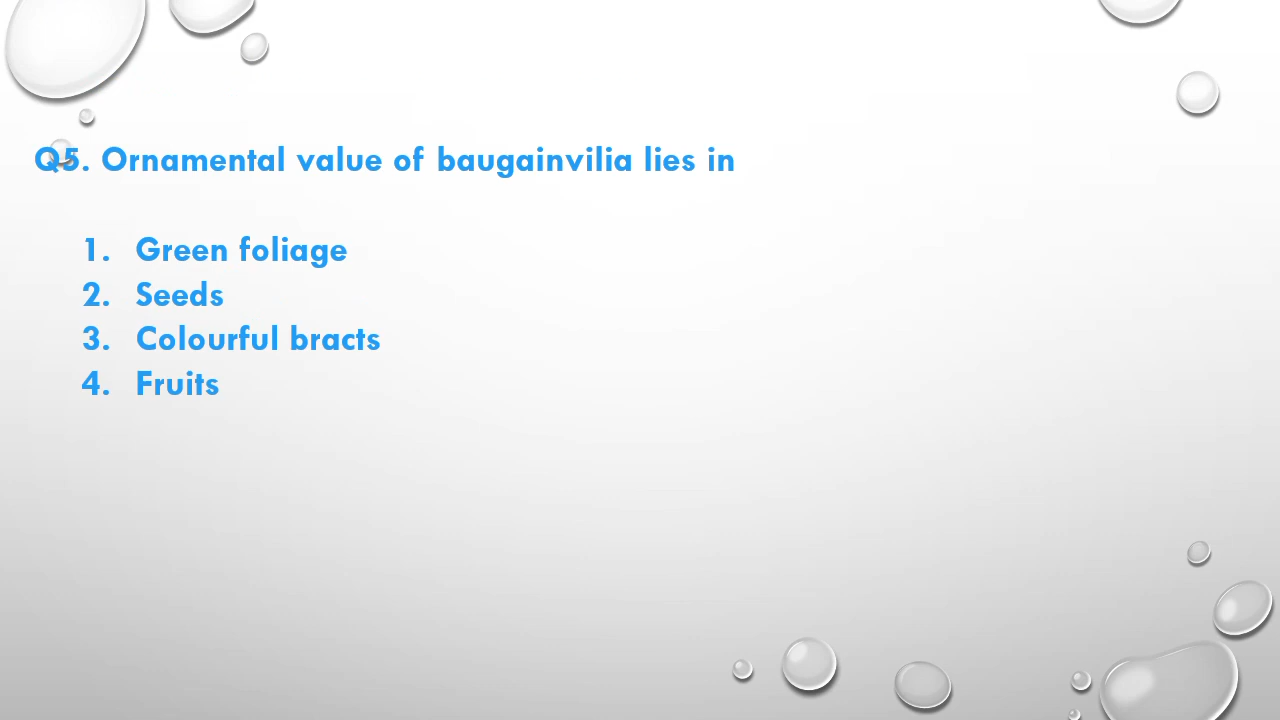 Q5. Ornamental value of baugainvilia lies in
1. Green foliage
2. Seeds
3. Colourful bracts
4. Fruits